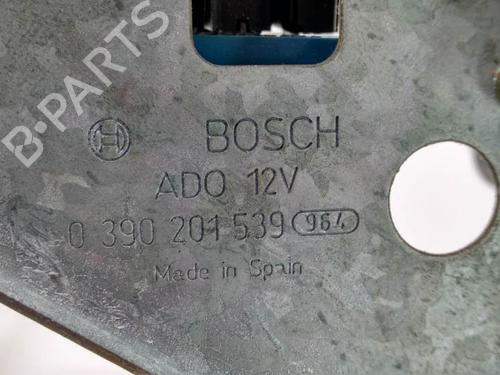 B-PARTS
BOSCH
ADO 12V
0 390 201 539 964
Made in Spain